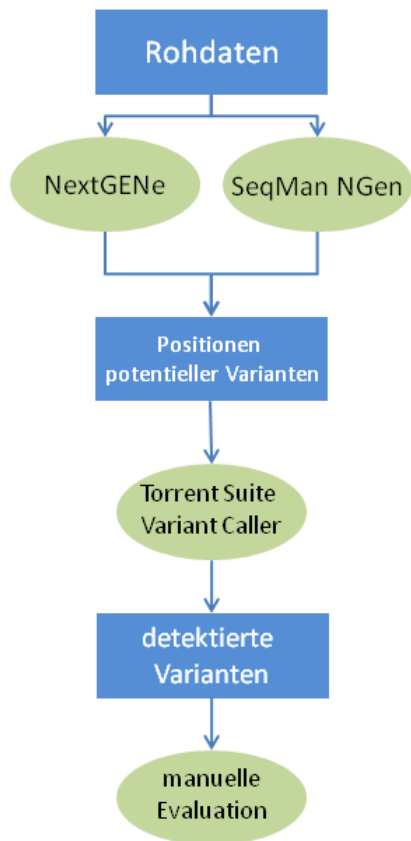 Rohdaten
NextGENe
SeqMan NGen
Positionen
potentieller Varianten
Torrent Suite
Variant Caller
detektierte
Varianten
manuelle
Evaluation